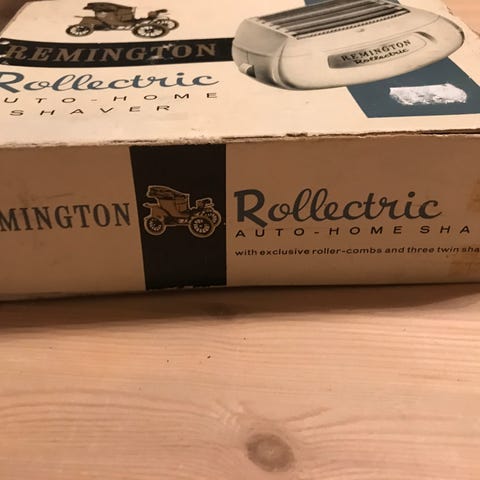 REMINGTON
Rollectric
AUTO-HOME
SHAVER
REMINGTON
Rollectric
MINGTON
Rollectric
AUTO-HOME SHA
with exclusive roller-combs and three twin sha